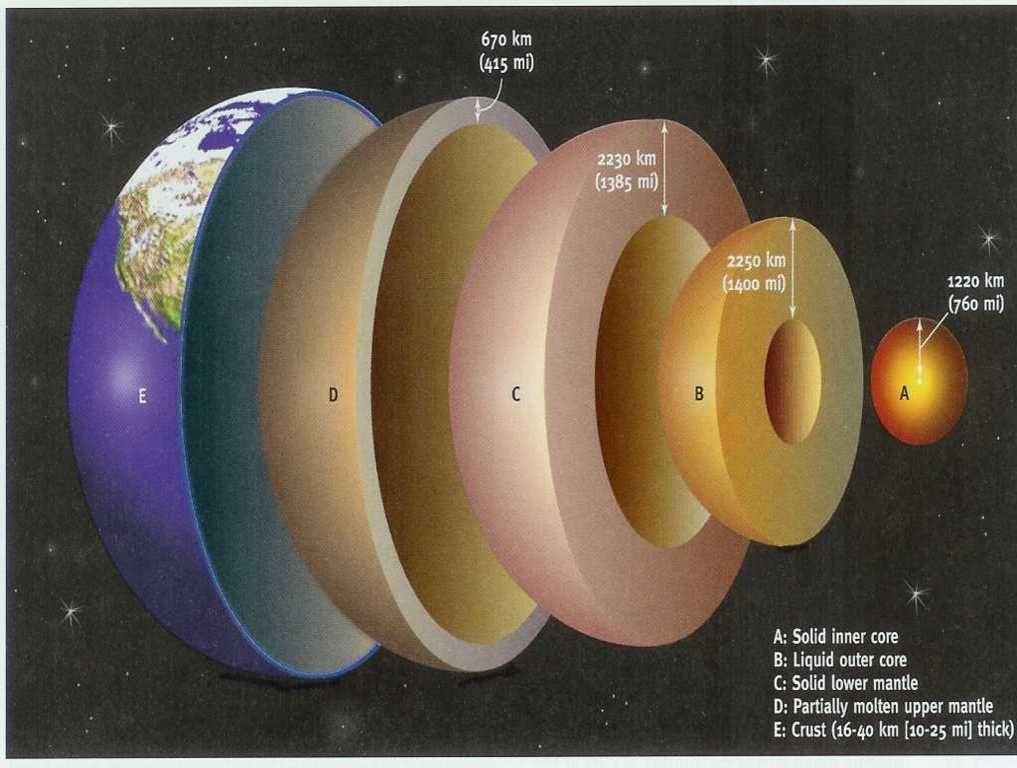 670 km
(415 mi)
2230 km
(1385 mi)
2250 km
(1400 mi)
1220 km
(760 mi)
E
D
C
B
A
A: Solid inner core
B: Liquid outer core
C: Solid lower mantle
D: Partially molten upper mantle
E: Crust (16-40 km [10-25 mi] thick)